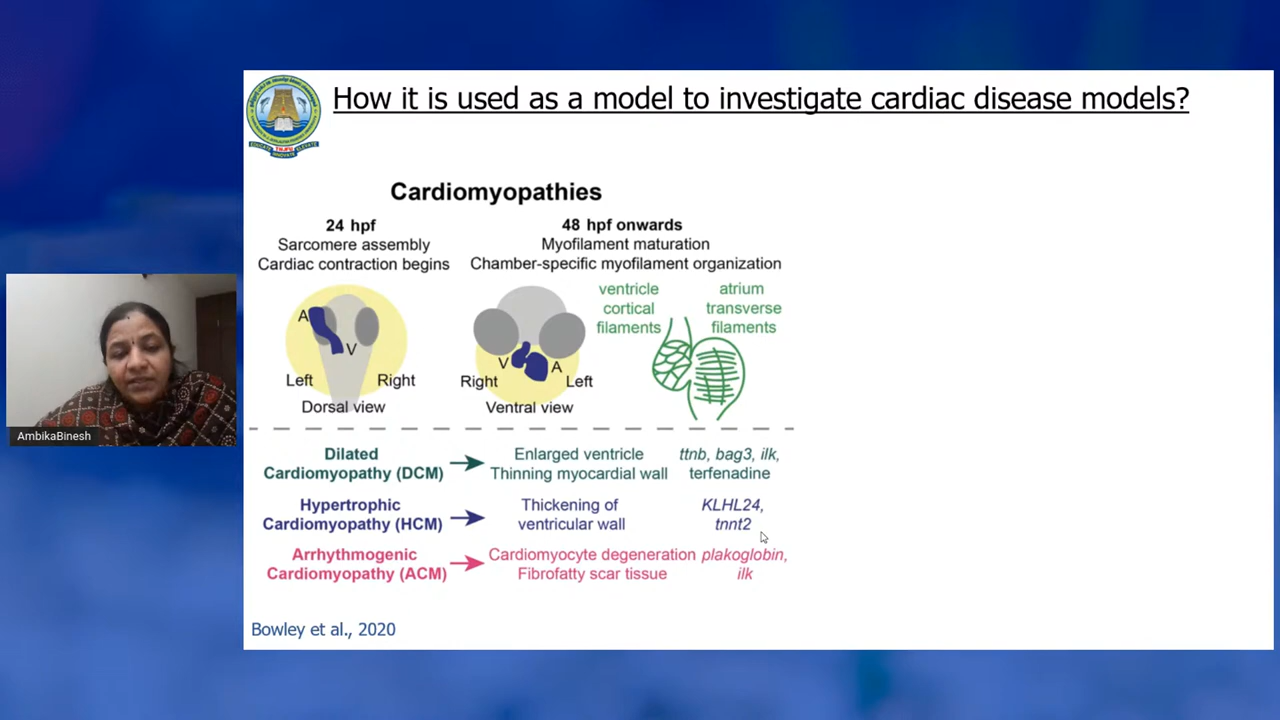 How it is used as a model to investigate cardiac disease models?
Cardiomyopathies
24 hpf
Sarcomere assembly
Cardiac contraction begins
48 hpf onwards
Myofilament maturation
Chamber-specific myofilament organization
A
V
Left
Right
Dorsal view
V
A
Right
Left
Ventral view
ventricle
cortical
filaments
atrium
transverse
filaments
Dilated
Cardiomyopathy (DCM)
Enlarged ventricle
Thinning myocardial wall
ttnb, bag3, ilk,
terfenadine
Hypertrophic
Cardiomyopathy (HCM)
Thickening of
ventricular wall
KLHL24,
tnnt2
Arrhythmogenic
Cardiomyopathy (ACM)
Cardiomyocyte degeneration
Fibrofatty scar tissue
plakoglobin,
ilk
Bowley et al., 2020
AmbikaBinesh